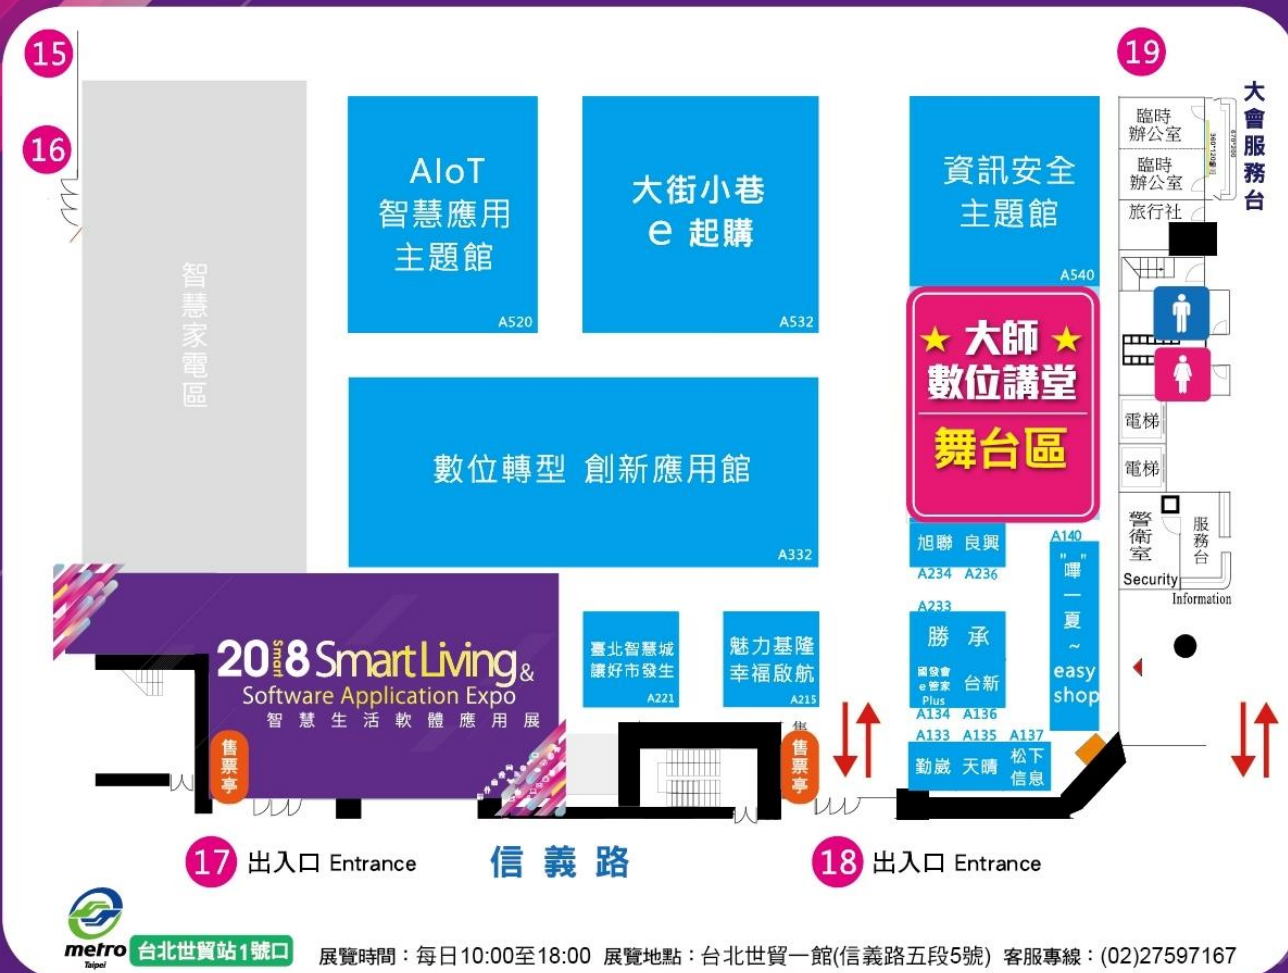 15
16
19
智慧家電區
AIoT
智慧應用
主題館
A520
大街小巷
e 起購
A532
資訊安全
主題館
A540
臨時
辦公室
臨時
辦公室
旅行社
大會服務台
大師
數位講堂
舞台區
數位轉型 創新應用館
A332
電梯
電梯
警衛室
Security
服務台
Information
旭聯 良興
A234 A236
A140
"嗶一夏~
easy
shop
A233
勝 承
國發會
e管家
Plus
台新
A134 A136
A133 A135 A137
勤崴 天晴
松下
信息
臺北智慧城
讓好市發生
A221
魅力基隆
幸福啟航
A215
2018 Smart Living &
Smart
Software Application Expo
智慧生活軟體應用展
售票亭
售票亭
售
17 出入口 Entrance
信義路
18 出入口 Entrance
metro
Taipei
台北世貿站1號口
展覽時間：每日10:00至18:00 展覽地點：台北世貿一館(信義路五段5號) 客服專線：(02)27597167